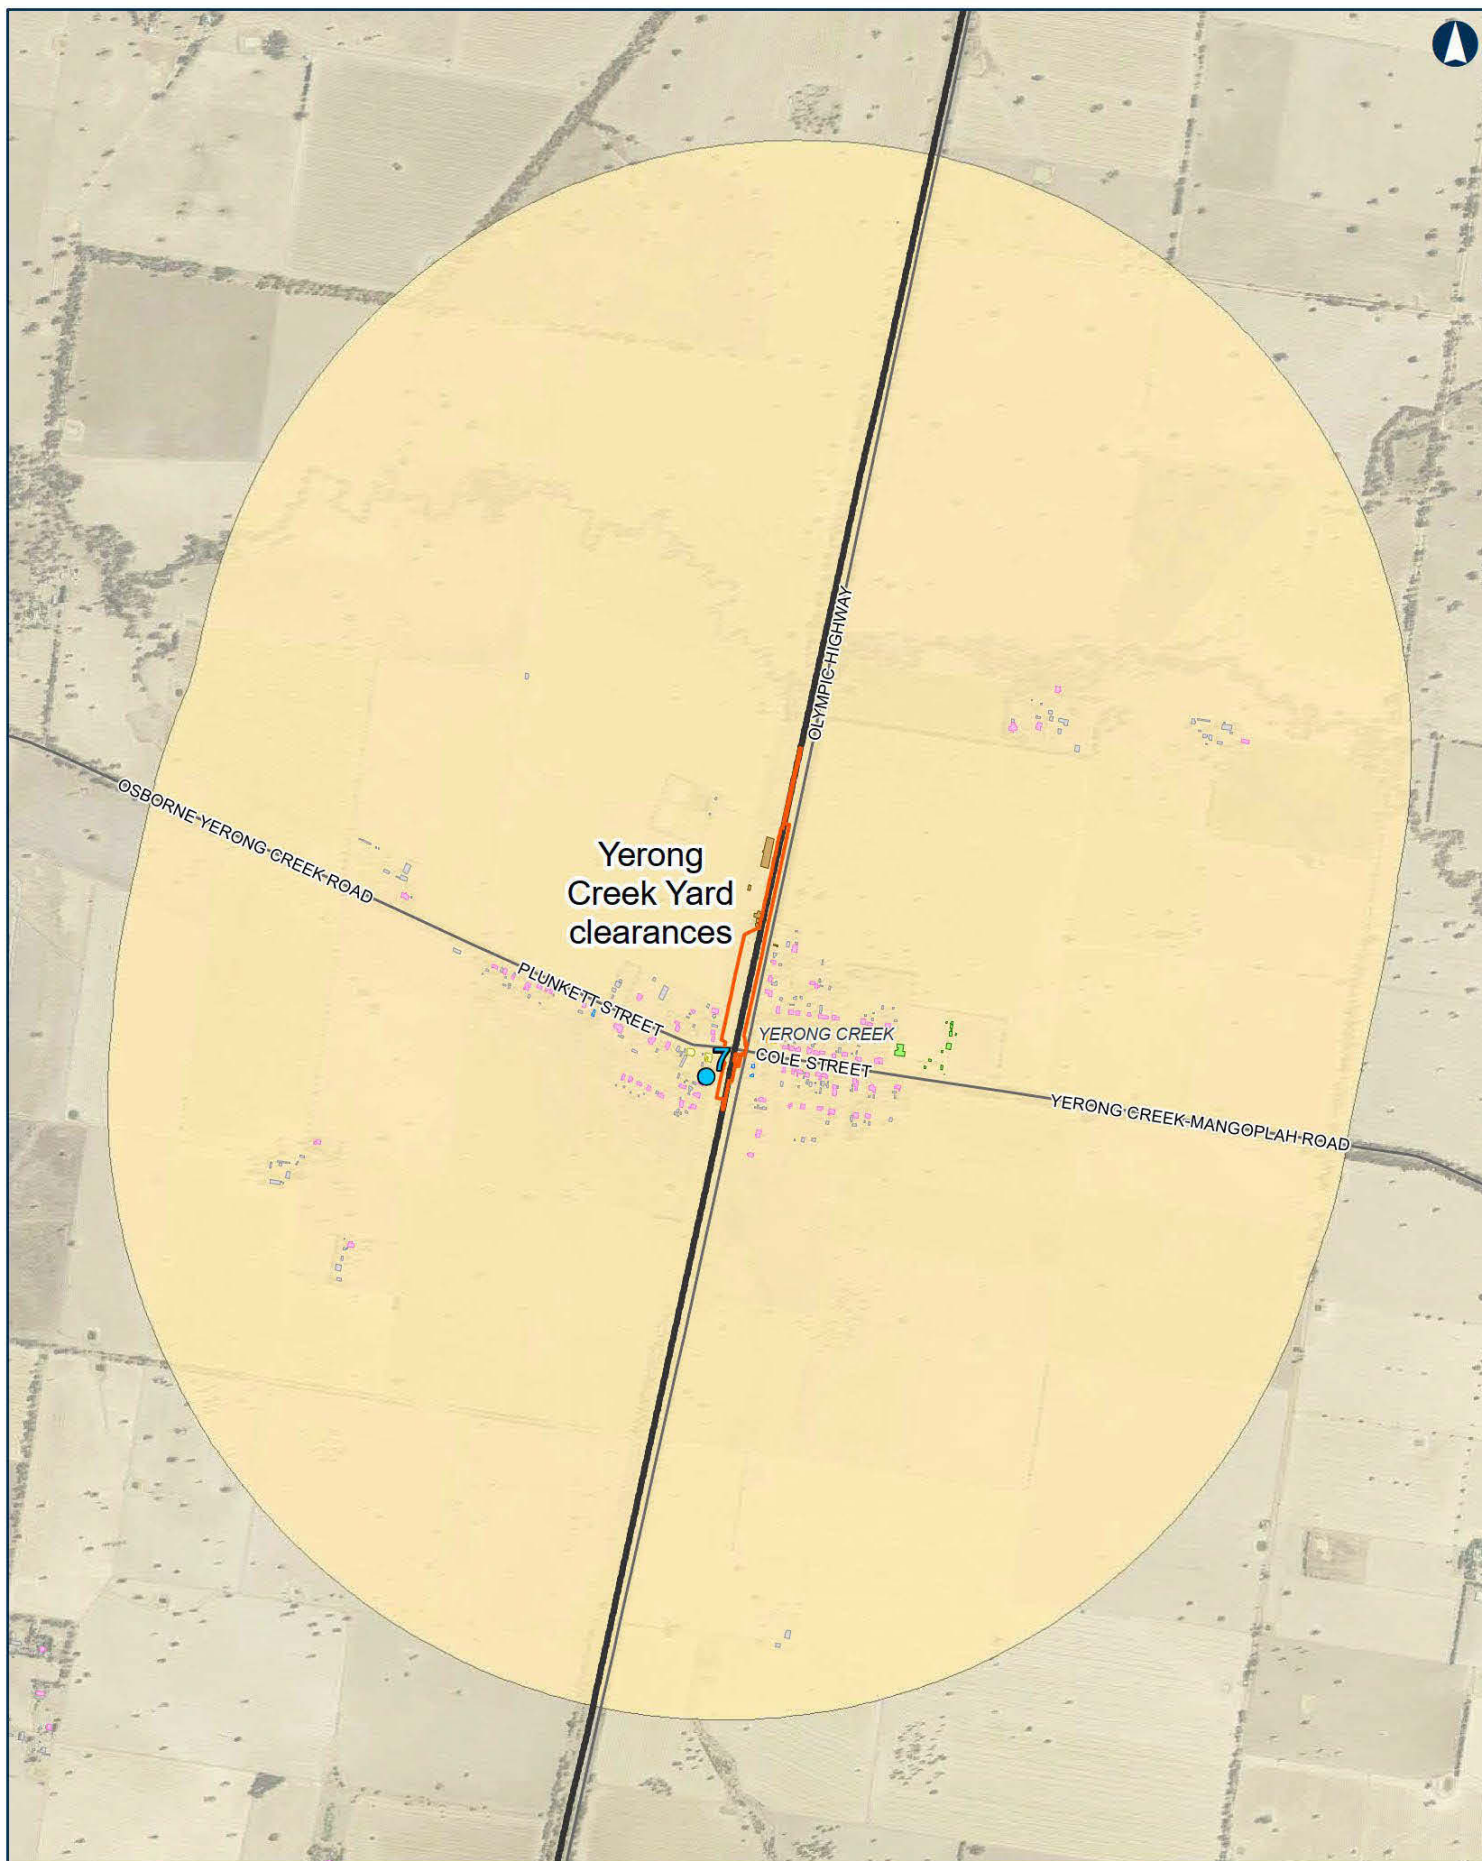 OLYMPIC HIGHWAY
OSBORNE YERONG CREEK ROAD
Yerong
Creek Yard
clearances
PLUNKETT STREET
YERONG CREEK
7
COLE STREET
YERONG CREEK-MANGOPLAH ROAD